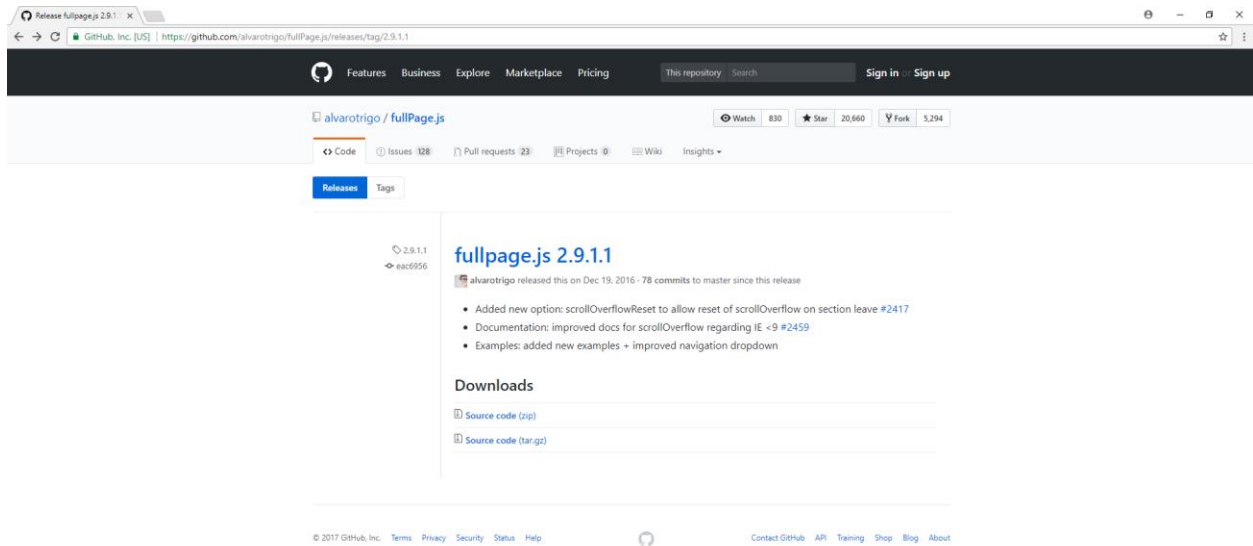 Release fullpage.js 2.9.1.
GitHub, Inc. [US] | https://github.com/alvarotrigo/fullPage.js/releases/tag/2.9.1.1
Features Business Explore Marketplace Pricing This repository Search Sign in or Sign up
alvarotrigo / fullPage.js Watch 830 Star 20,660 Fork 5,294
<> Code Issues 128 Pull requests 23 Projects 0 Wiki Insights
Releases Tags
2.9.1.1
eac6956
fullpage.js 2.9.1.1
alvarotrigo released this on Dec 19, 2016 · 78 commits to master since this release
• Added new option: scrollOverflowReset to allow reset of scrollOverflow on section leave #2417
• Documentation: improved docs for scrollOverflow regarding IE <9 #2459
• Examples: added new examples + improved navigation dropdown
Downloads
Source code (zip)
Source code (tar.gz)
© 2017 GitHub, Inc. Terms Privacy Security Status Help Contact GitHub API Training Shop Blog About